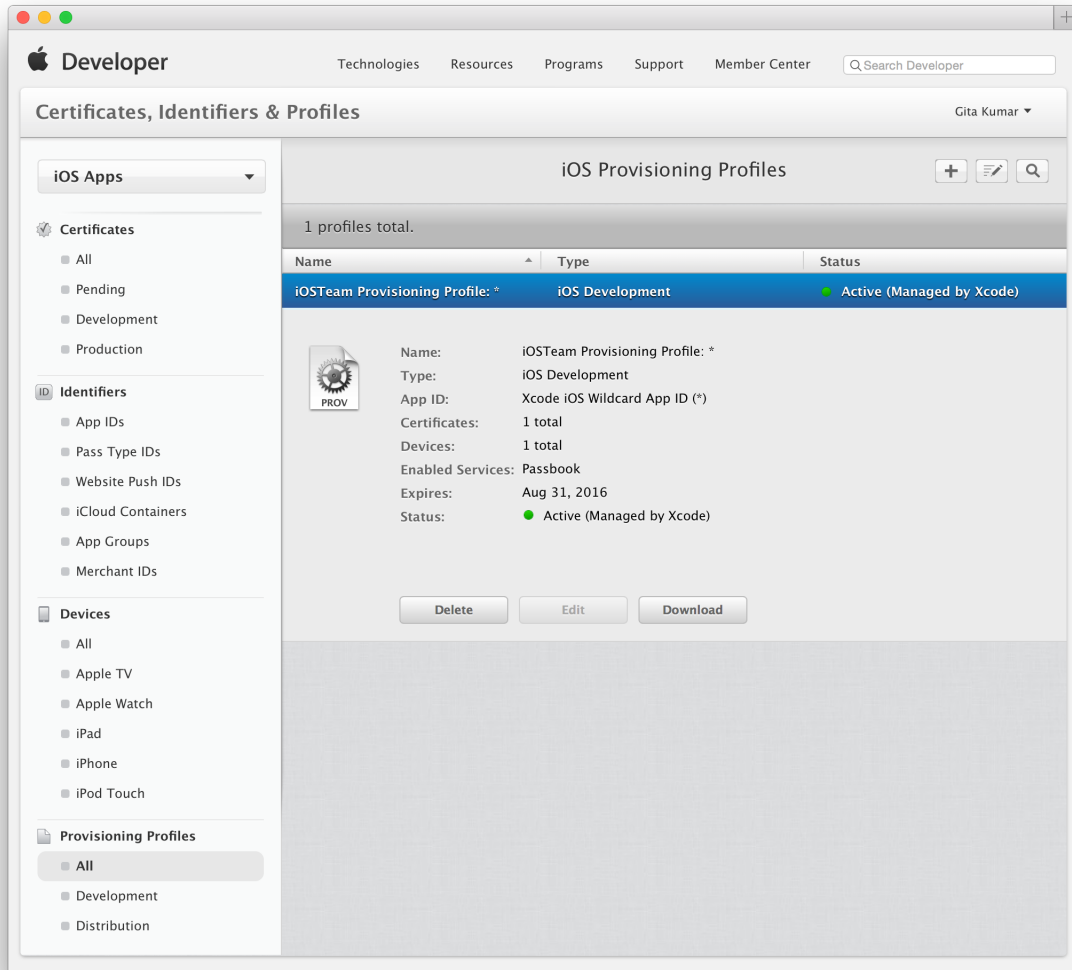 Developer
Technologies Resources Programs Support Member Center Search Developer
Certificates, Identifiers & Profiles
Gita Kumar
iOS Apps
Certificates
All
Pending
Development
Production
ID Identifiers
App IDs
Pass Type IDs
Website Push IDs
iCloud Containers
App Groups
Merchant IDs
Devices
All
Apple TV
Apple Watch
iPad
iPhone
iPod Touch
Provisioning Profiles
All
Development
Distribution
iOS Provisioning Profiles
1 profiles total.
Name Type Status
iOSTeam Provisioning Profile: * iOS Development Active (Managed by Xcode)
PROV
Name: iOSTeam Provisioning Profile: *
Type: iOS Development
App ID: Xcode iOS Wildcard App ID (*)
Certificates: 1 total
Devices: 1 total
Enabled Services: Passbook
Expires: Aug 31, 2016
Status: Active (Managed by Xcode)
Delete Edit Download